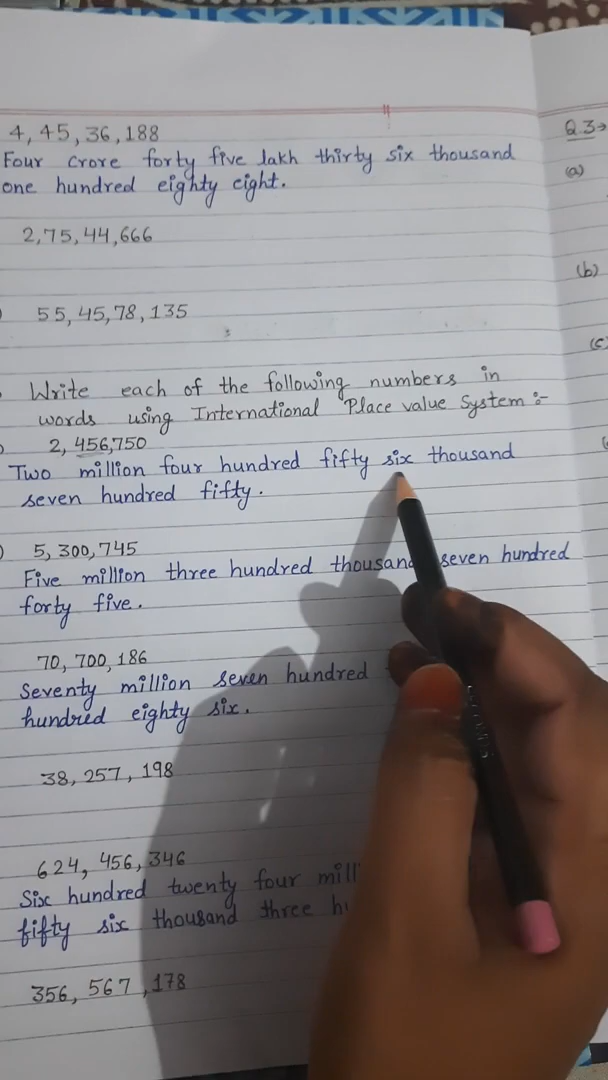 4, 45, 36, 188
Four crore forty five lakh thirty six thousand
one hundred eighty eight.
2,75,44,666
55, 45,78, 135
Write each of the following numbers in
words using International Place value System :-
2, 456,750
Two million four hundred fifty six thousand
seven hundred fifty.
5, 300,745
Five million three hundred thousand seven hundred
forty five.
70, 700, 186
Seventy million seven hundred
hundred eighty six.
38, 257, 198
624, 456, 346
Six hundred twenty four
fifty six thousand three
356, 567, 178
Q.3→
(a)
(b)
(c)